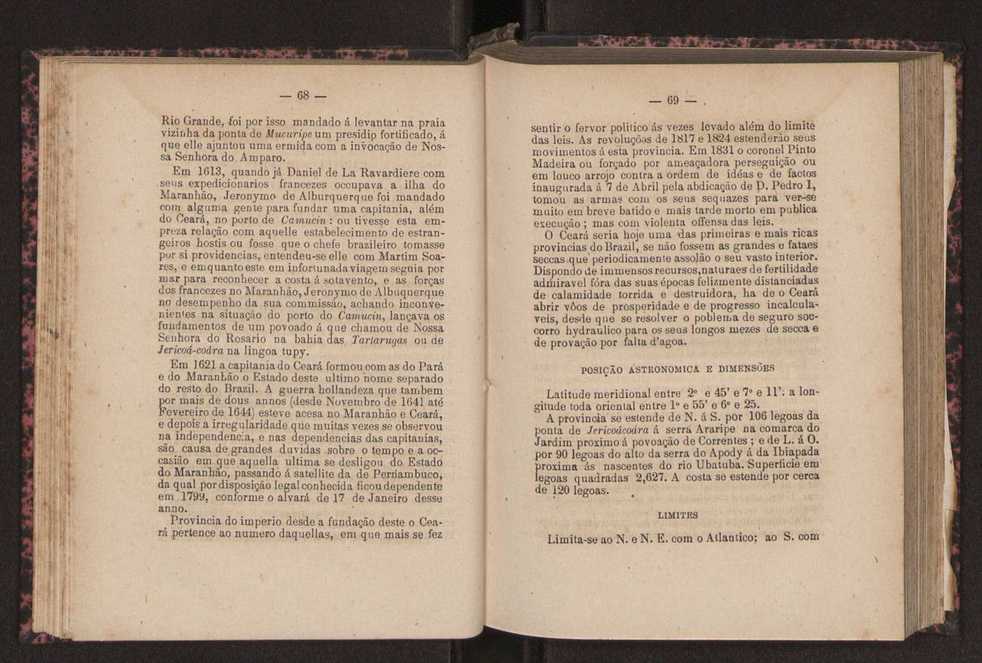 — 68 —
Rio Grande, foi por isso mandado á levantar na praia
vizinha da ponta de Mucuripe um presidio fortificado, á
que elle ajuntou uma ermida com a invocação de Nos-
sa Senhora do Amparo.
Em 1613, quando já Daniel de La Ravardiere com
seus expedicionarios francezes occupava a ilha do
Maranhão, Jeronymo de Alburquerque foi mandado
com alguma gente para fundar uma capitania, além
do Ceará, no porto de Camucin : ou tivesse esta em-
preza relação com aquelle estabelecimento de estran-
geiros hostis ou fosse que o chefe brazileiro tomasse
por si providencias, entendeu-se elle com Martim Soa-
res, e emquanto este em infortunada viagem seguia por
mar para reconhecer a costa á sotavento, e as forças
dos francezes no Maranhão, Jeronymo de Albuquerque
no desempenho da sua commissão, achando inconve-
nientes na situação do porto do Camucin, lançava os
fundamentos de um povoado á que chamou de Nossa
Senhora do Rosario na bahia das Tartarugas ou de
Jericoá-codra na lingoa tupy.
Em 1621 a capitania do Ceará formou com as do Pará
e do Maranhão o Estado deste ultimo nome separado
do resto do Brazil. A guerra hollandeza que tambem
por mais de dous annos (desde Novembro de 1641 até
Fevereiro de 1644) esteve acesa no Maranhão e Ceará,
e depois a irregularidade que muitas vezes se observou
na independencia, e nas dependencias das capitanias,
são causa de grandes duvidas sobre o tempo e a oc-
casião em que aquella ultima se desligou do Estado
do Maranhão, passando á satellite da de Pernambuco,
da qual por disposição legal conhecida ficou dependente
em 1799, conforme o alvará de 17 de Janeiro desse
anno.
Provincia do imperio desde a fundação deste o Cea-
rá pertence ao numero daquellas, em que mais se fez
— 69 —
sentir o fervor politico ás vezes levado além do limite
das leis. As revoluções de 1817 e 1824 estenderão seus
movimentos á esta provincia. Em 1831 o coronel Pinto
Madeira ou forçado por ameaçadora perseguição ou
em louco arrojo contra a ordem de idéas e de factos
inaugurada á 7 de Abril pela abdicação de D. Pedro I,
tomou as armas com os seus sequazes para ver-se
muito em breve batido e mais tarde morto em publica
execução ; mas com violenta offensa das leis.
O Ceará seria hoje uma das primeiras e mais ricas
provincias do Brazil, se não fossem as grandes e fataes
seccas que periodicamente assolão o seu vasto interior.
Dispondo de immensos recursos, naturaes de fertilidade
admiravel fóra das suas épocas felizmente distanciadas
de calamidade torrida e destruidora, ha de o Ceará
abrir vôos de prosperidade e de progresso incalcula-
veis, desde que se resolver o poblema de seguro soc-
corro hydraulico para os seus longos mezes de secca e
de provação por falta d'agoa.
POSIÇÃO ASTRONOMICA E DIMENSÕES
Latitude meridional entre 2° e 45' e 7° e 11': a lon-
gitude toda oriental entre 1° e 55' e 6° e 25.
A provincia se estende de N. á S. por 106 legoas da
ponta de Jericoácoára á serra Araripe na comarca do
Jardim proximo á povoação de Correntes ; e de L. á O.
por 90 legoas do alto da serra do Apody á da Ibiapada
proxima ás nascentes do rio Ubatuba. Superficie em
legoas quadradas 2,627. A costa se estende por cerca
de 120 legoas.
LIMITES
Limita-se ao N. e N. E. com o Atlantico; ao S. com